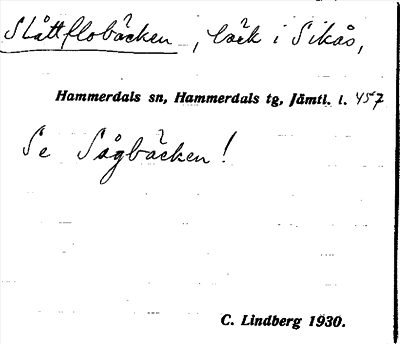 Slåttflobäcken, bäck i Sikås,
Hammerdals sn, Hammerdals tg, Jämtl. l. 457
Se Sågbäcken!
C. Lindberg 1930.